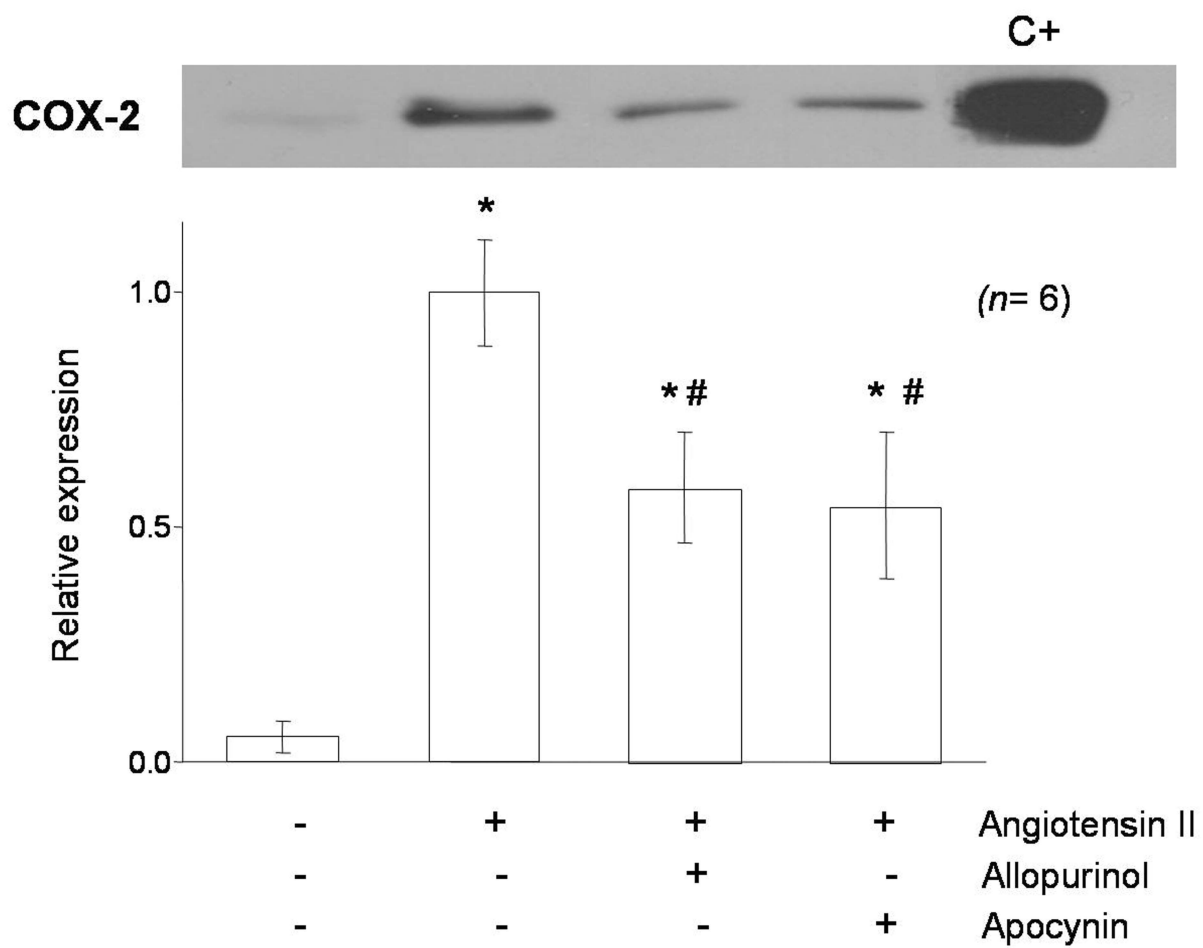 C+
COX-2
*
1.0
(n= 6)
* #
* #
Relative expression
0.5
0.0
- + + + Angiotensin II
- - + - Allopurinol
- - - + Apocynin